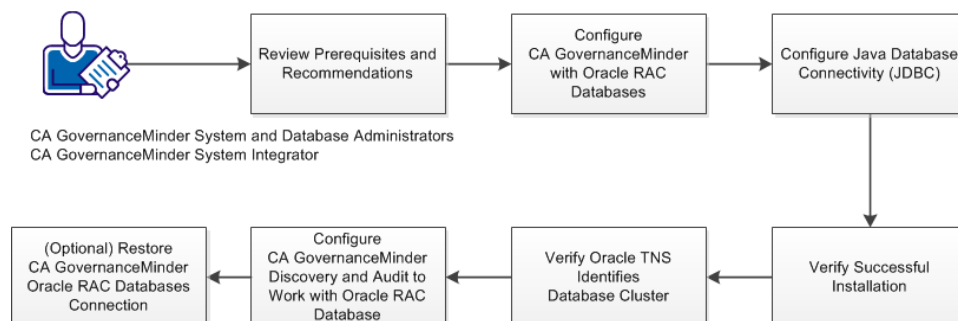 Review Prerequisites and
Recommendations
Configure
CA GovernanceMinder
with Oracle RAC
Databases
Configure Java Database
Connectivity (JDBC)
CA GovernanceMinder System and Database Administrators
CA GovernanceMinder System Integrator
Verify Successful
Installation
Verify Oracle TNS
Identifies
Database Cluster
Configure
CA GovernanceMinder
Discovery and Audit to
Work with Oracle RAC
Database
(Optional) Restore
CA GovernanceMinder
Oracle RAC Databases
Connection